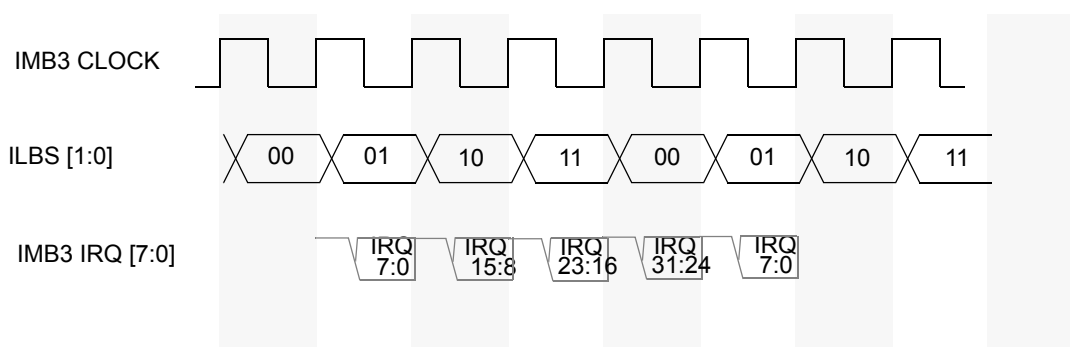 IMB3 CLOCK
ILBS [1:0]
00 01 10 11 00 01 10 11
IMB3 IRQ [7:0]
IRQ 7:0
IRQ 15:8
IRQ 23:16
IRQ 31:24
IRQ 7:0